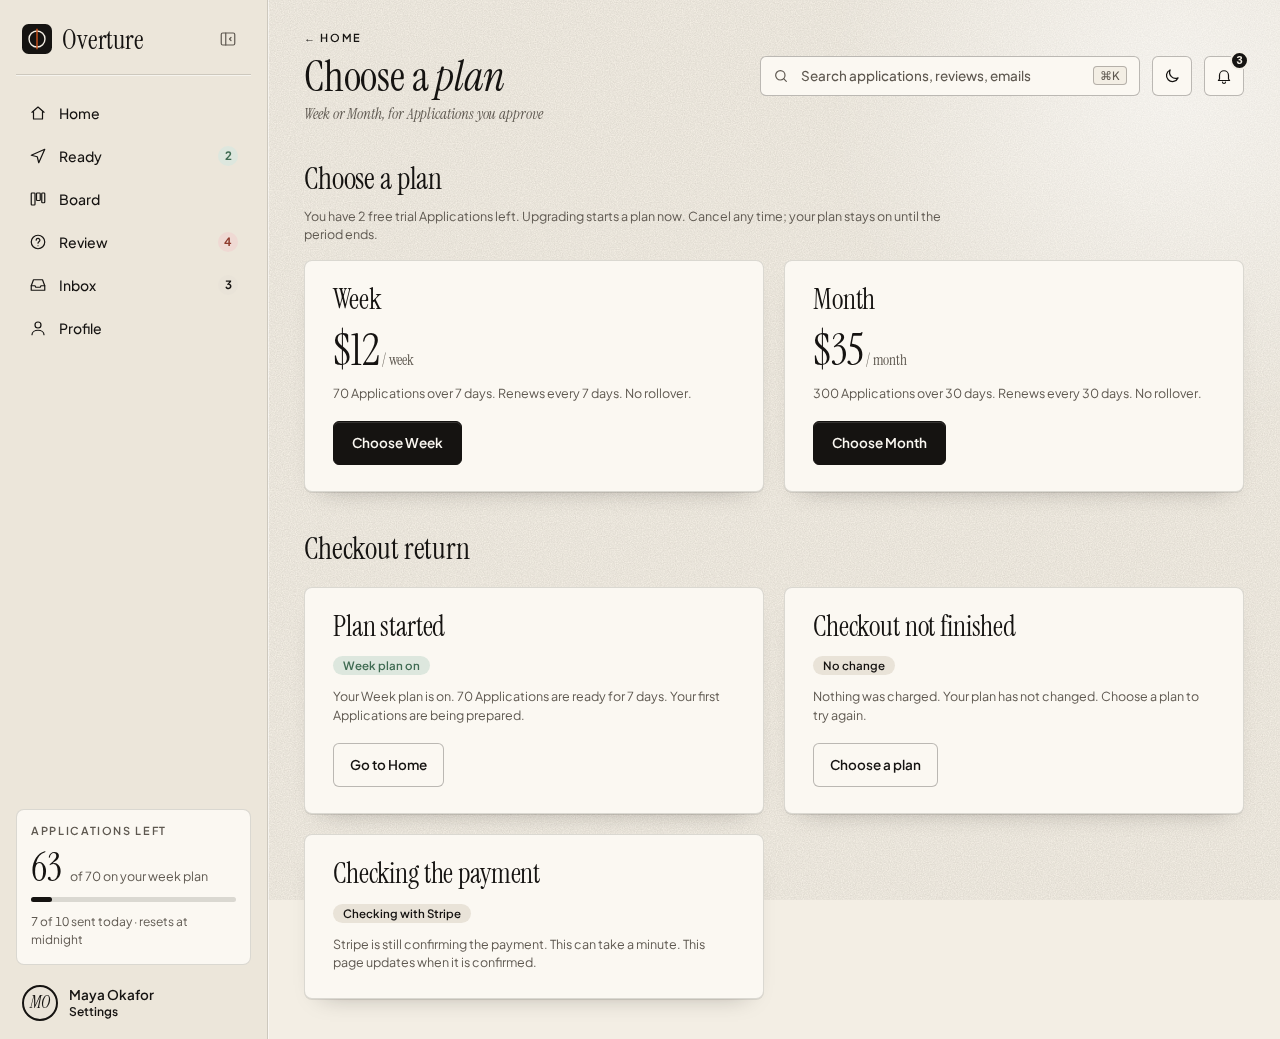 Overture
Home
Ready 2
Board
Review 4
Inbox 3
Profile
APPLICATIONS LEFT
63 of 70 on your week plan
7 of 10 sent today · resets at
midnight
MO
Maya Okafor
Settings
← HOME
Choose a plan
Week or Month, for Applications you approve
Search applications, reviews, emails ⌘K
3
Choose a plan
You have 2 free trial Applications left. Upgrading starts a plan now. Cancel any time; your plan stays on until the
period ends.
Week
$12 / week
70 Applications over 7 days. Renews every 7 days. No rollover.
Choose Week
Month
$35 / month
300 Applications over 30 days. Renews every 30 days. No rollover.
Choose Month
Checkout return
Plan started
Week plan on
Your Week plan is on. 70 Applications are ready for 7 days. Your first
Applications are being prepared.
Go to Home
Checkout not finished
No change
Nothing was charged. Your plan has not changed. Choose a plan to
try again.
Choose a plan
Checking the payment
Checking with Stripe
Stripe is still confirming the payment. This can take a minute. This
page updates when it is confirmed.